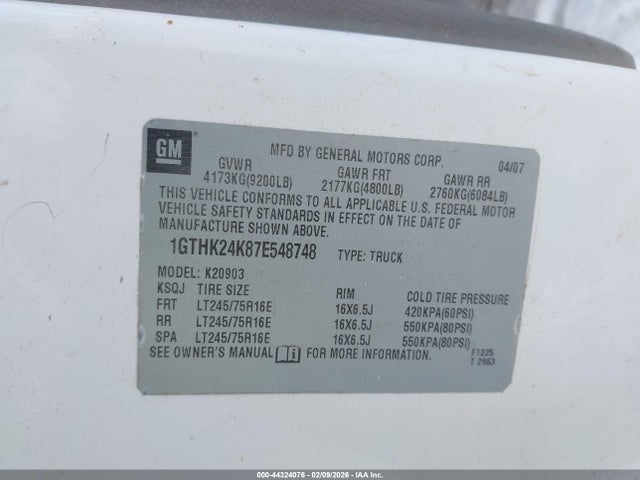 GM
®
MFD BY GENERAL MOTORS CORP. 04/07
GVWR GAWR FRT GAWR RR
4173KG(9200LB) 2177KG(4800LB) 2760KG(6084LB)
THIS VEHICLE CONFORMS TO ALL APPLICABLE U.S. FEDERAL MOTOR
VEHICLE SAFETY STANDARDS IN EFFECT ON THE DATE OF
MANUFACTURE SHOWN ABOVE.
1GTHK24K87E548748 TYPE: TRUCK
MODEL: K20903
KSQJ TIRE SIZE RIM COLD TIRE PRESSURE
FRT LT245/75R16E 16X6.5J 420KPA(60PSI)
RR LT245/75R16E 16X6.5J 550KPA(80PSI)
SPA LT245/75R16E 16X6.5J 550KPA(80PSI)
SEE OWNER'S MANUAL FOR MORE INFORMATION.
F1225
T 2963
000-44324076 - 02/09/2026 - IAAI.com